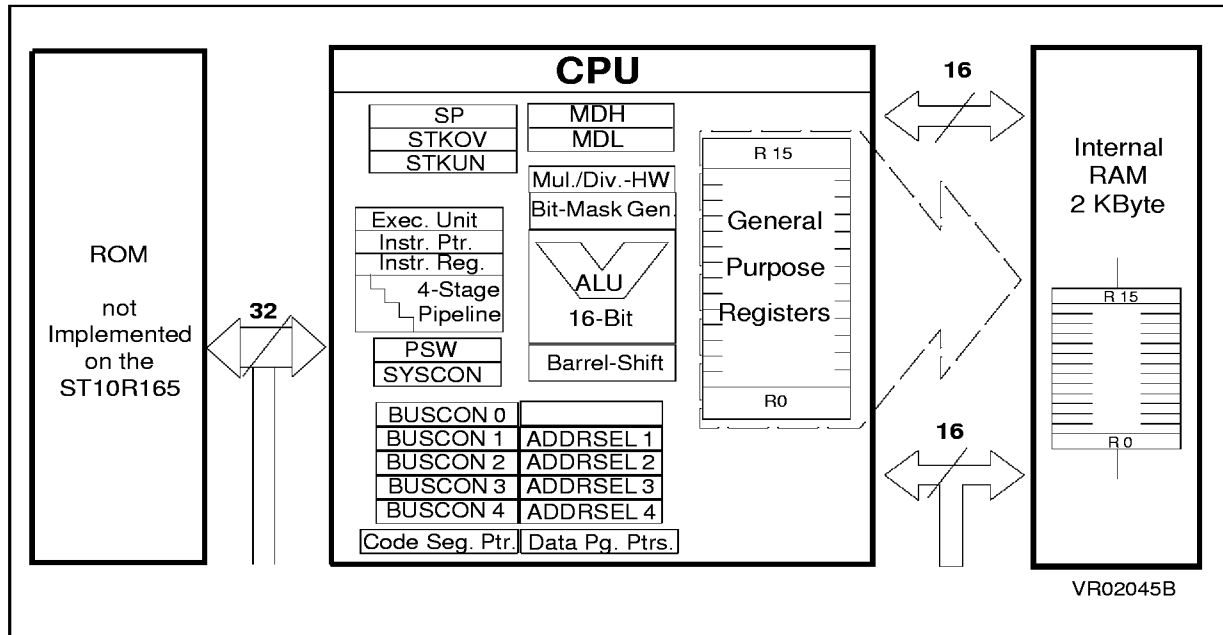 CPU
ROM
not
Implemented
on the
ST10R165
32
SP
STKOV
STKUN
MDH
MDL
Mul./Div.-HW
Bit-Mask Gen.
Exec. Unit
Instr. Ptr.
Instr. Reg.
4-Stage
Pipeline
ALU
16-Bit
Barrel-Shift
PSW
SYSCON
BUSCON 0
BUSCON 1 ADDRSEL 1
BUSCON 2 ADDRSEL 2
BUSCON 3 ADDRSEL 3
BUSCON 4 ADDRSEL 4
Code Seg. Ptr. Data Pg. Ptrs.
R 15
General
Purpose
Registers
R0
16
16
Internal
RAM
2 KByte
R 15
R 0
VR02045B